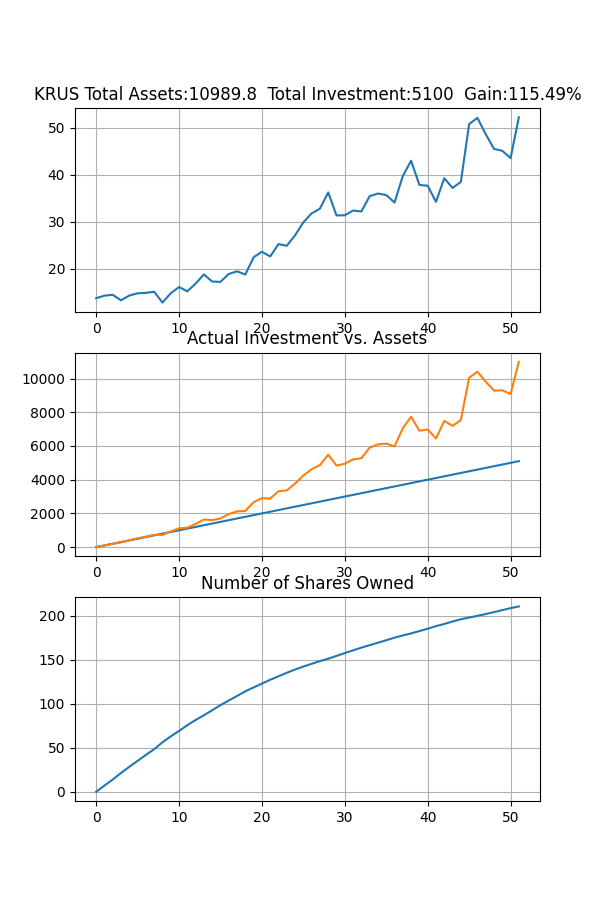 KRUS Total Assets:10989.8  Total Investment:5100  Gain:115.49%
50
40
30
20
0 10 20 30 40 50
Actual Investment vs. Assets
10000
8000
6000
4000
2000
0
0 10 20 30 40 50
Number of Shares Owned
200
150
100
50
0
0 10 20 30 40 50